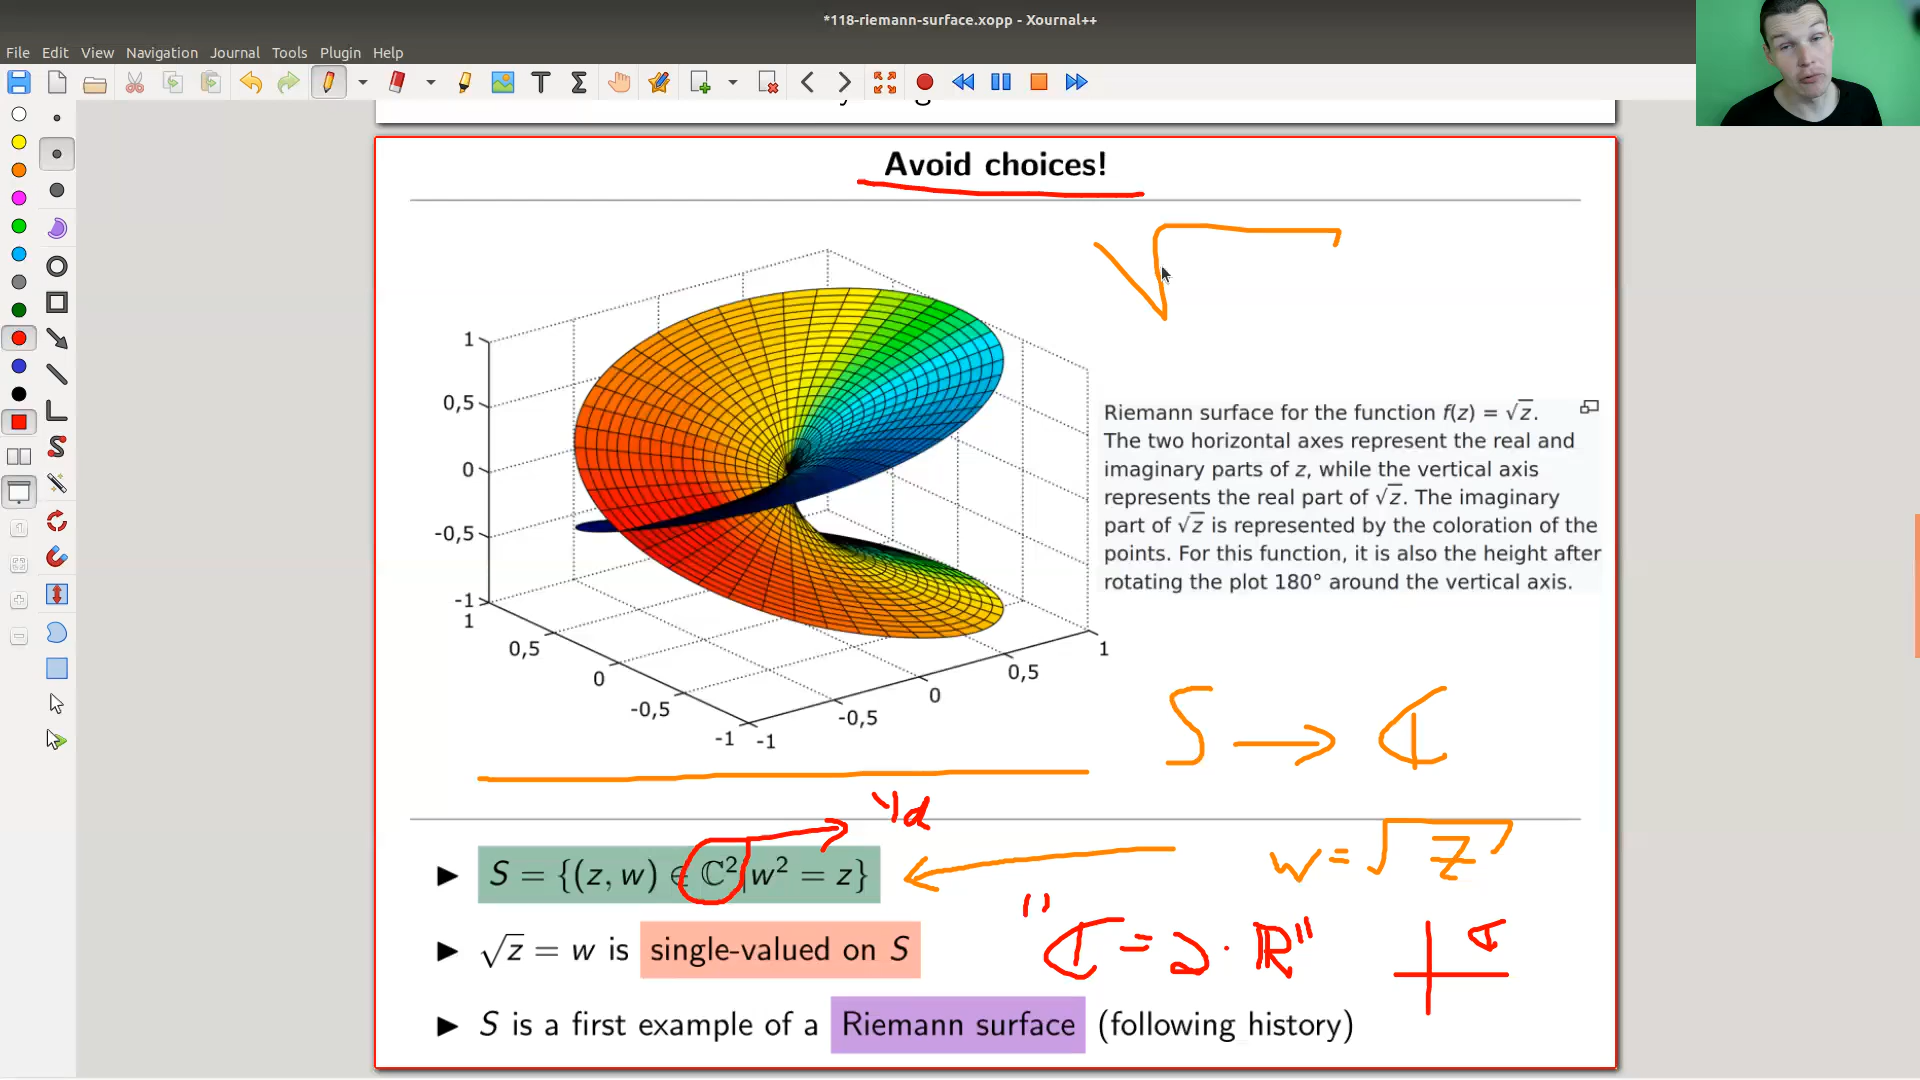 *118-riemann-surface.xopp - Xournal++
File Edit View Navigation Journal Tools Plugin Help
Avoid choices!
√
1
0,5
0
-0,5
-1
1
0,5
0
-0,5
-1
-1
-0,5
0
0,5
1
Riemann surface for the function f(z) = √z.
The two horizontal axes represent the real and
imaginary parts of z, while the vertical axis
represents the real part of √z. The imaginary
part of √z is represented by the coloration of the
points. For this function, it is also the height after
rotating the plot 180° around the vertical axis.
S → ℂ
4d
▶ S = {(z, w) ∈ ℂ²|w² = z}
w = √z
▶ √z = w is single-valued on S
"ℂ = 2 · ℝ"
ℂ
▶ S is a first example of a Riemann surface (following history)